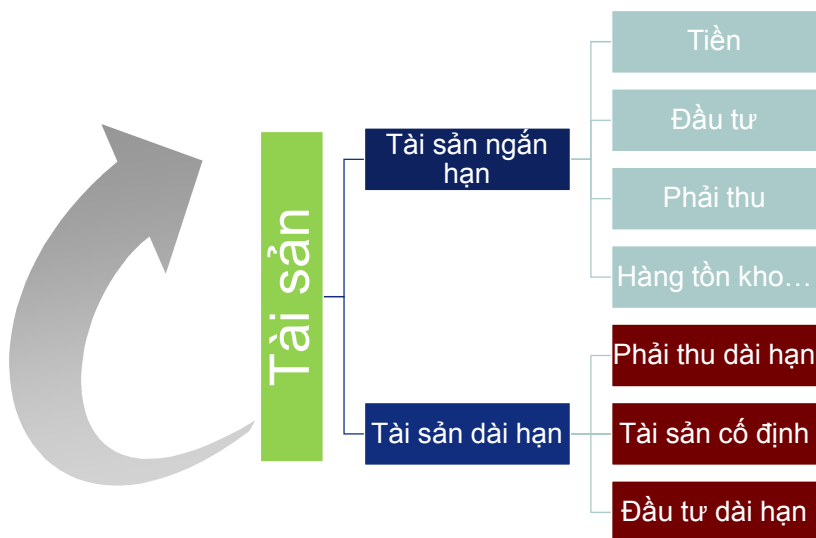 Tài sản
Tài sản ngắn
hạn
Tiền
Đầu tư
Phải thu
Hàng tồn kho…
Tài sản dài hạn
Phải thu dài hạn
Tài sản cố định
Đầu tư dài hạn